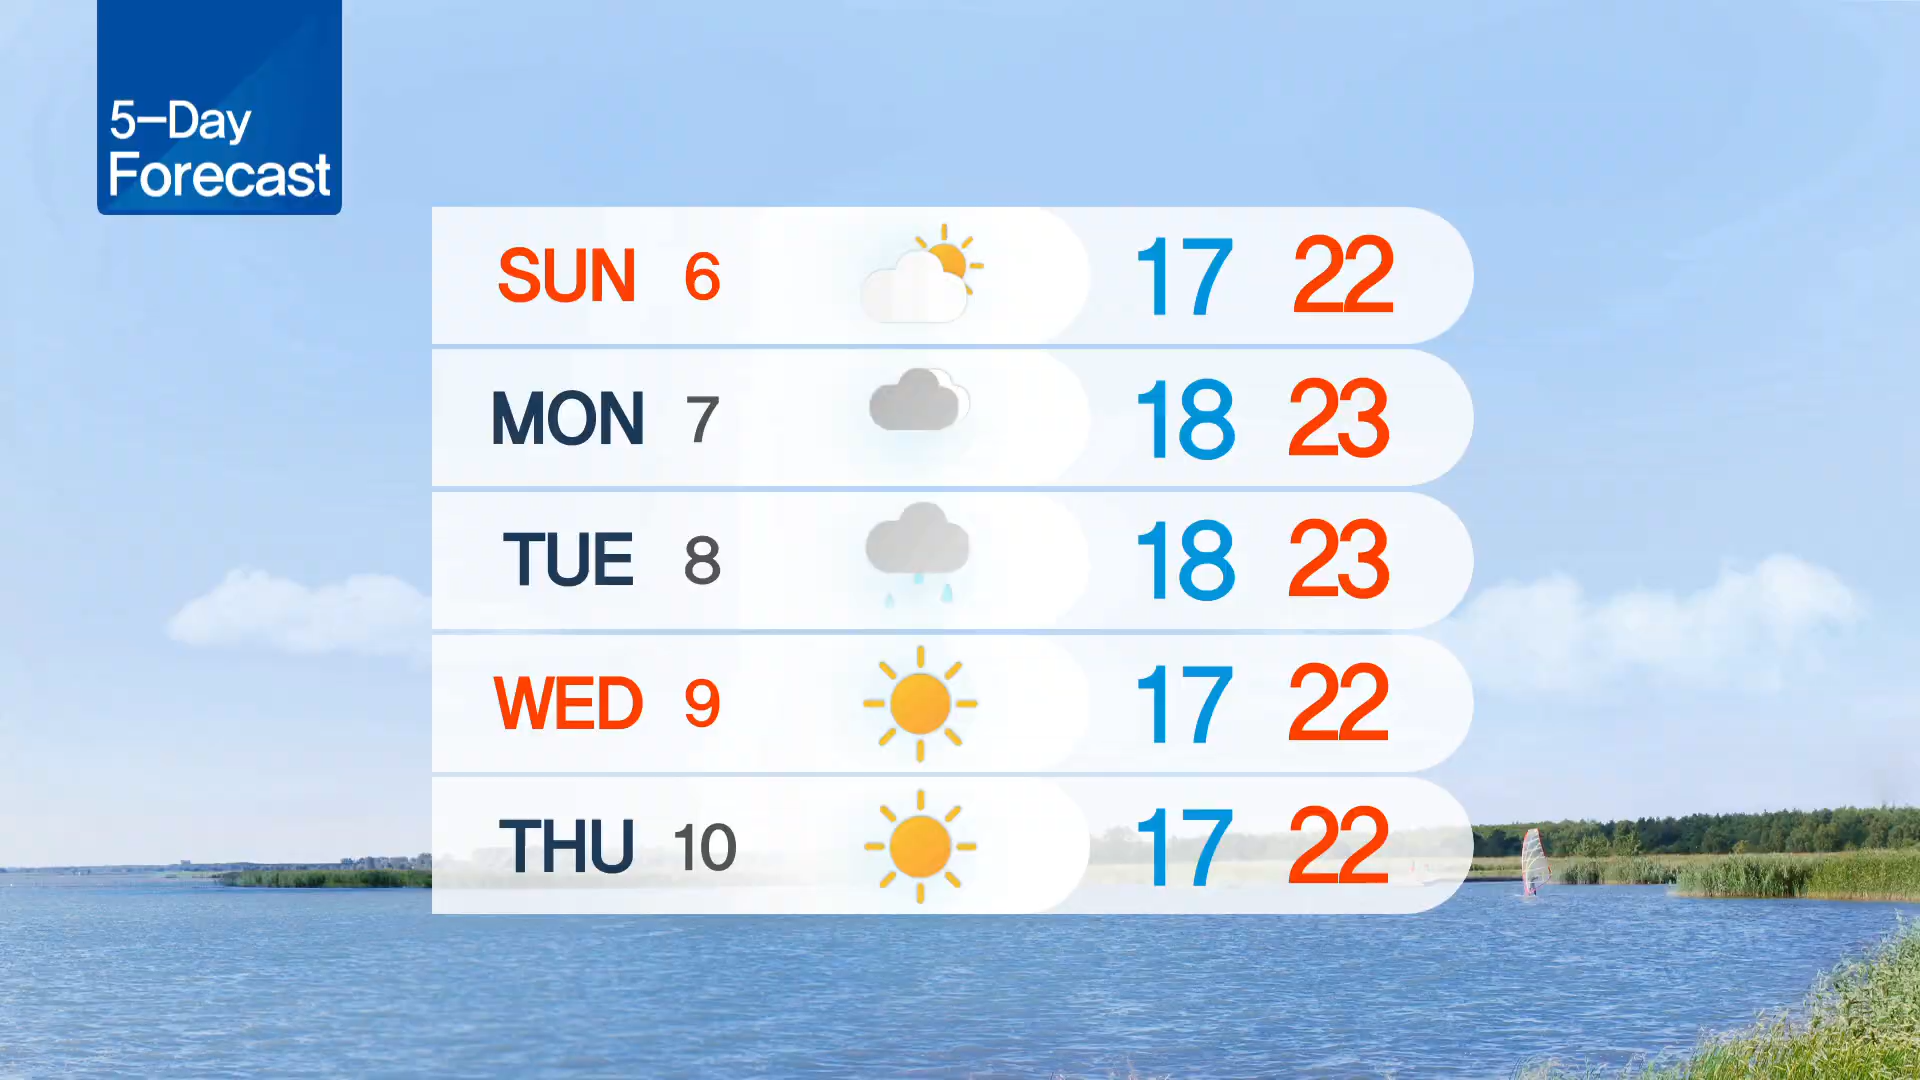 5-Day
Forecast
SUN 6 17 22
MON 7 18 23
TUE 8 18 23
WED 9 17 22
THU 10 17 22